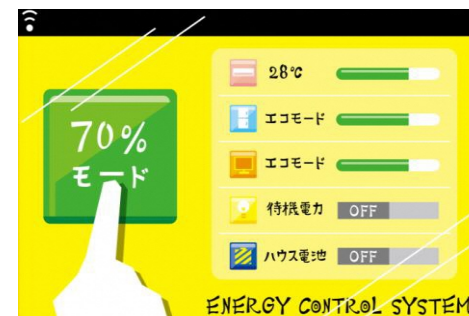 70%
モード
28℃
エコモード
エコモード
待機電力 OFF
ハウス電池 OFF
ENERGY CONTROL SYSTEM